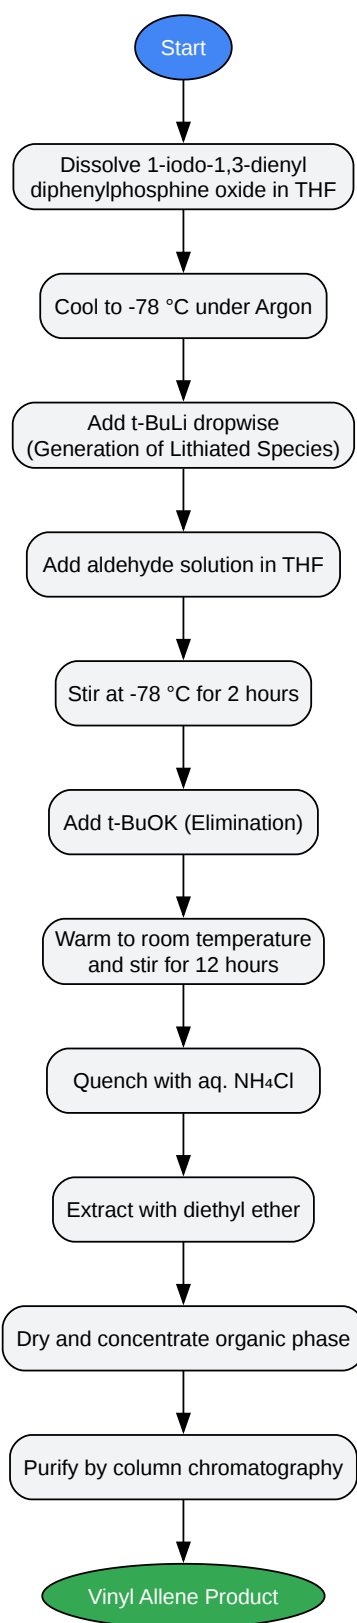 Start
Dissolve 1-iodo-1,3-dienyl
diphenylphosphine oxide in THF
Cool to -78 °C under Argon
Add t-BuLi dropwise
(Generation of Lithiated Species)
Add aldehyde solution in THF
Stir at -78 °C for 2 hours
Add t-BuOK (Elimination)
Warm to room temperature
and stir for 12 hours
Quench with aq. NH₄Cl
Extract with diethyl ether
Dry and concentrate organic phase
Purify by column chromatography
Vinyl Allene Product